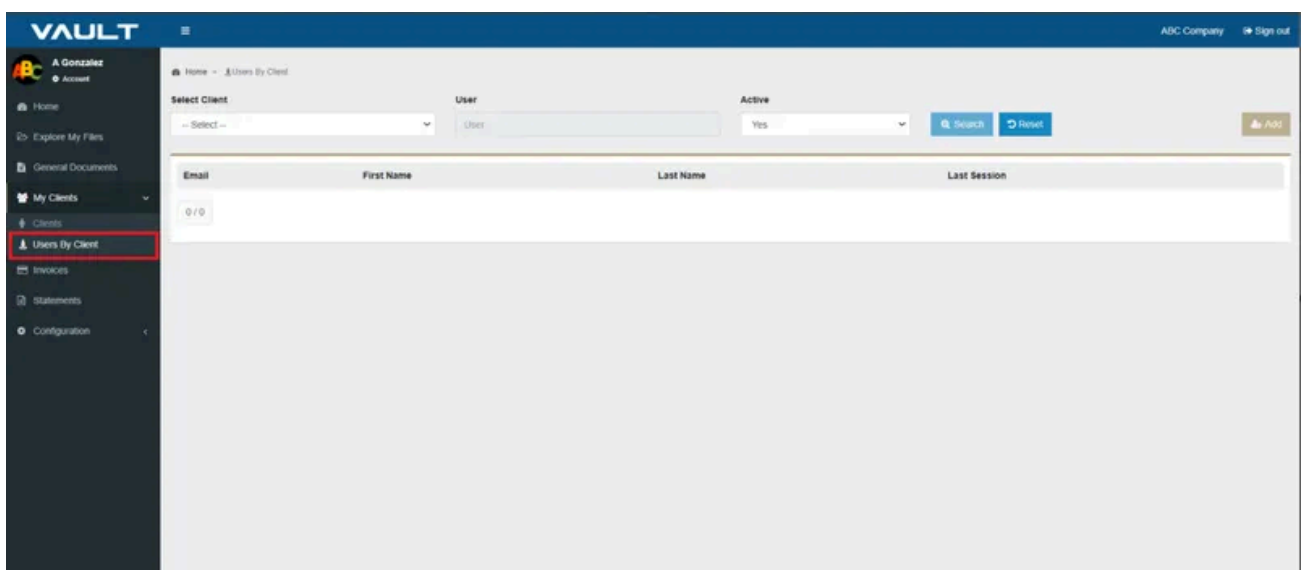 VAULT
ABC Company Sign out
ABC
A Gonzalez
Account
Home
Explore My Files
General Documents
My Clients
Clients
Users By Client
Invoices
Statements
Configuration
Home - Users By Client
Select Client User Active
-- Select -- User Yes Search Reset Add
Email First Name Last Name Last Session
0 / 0